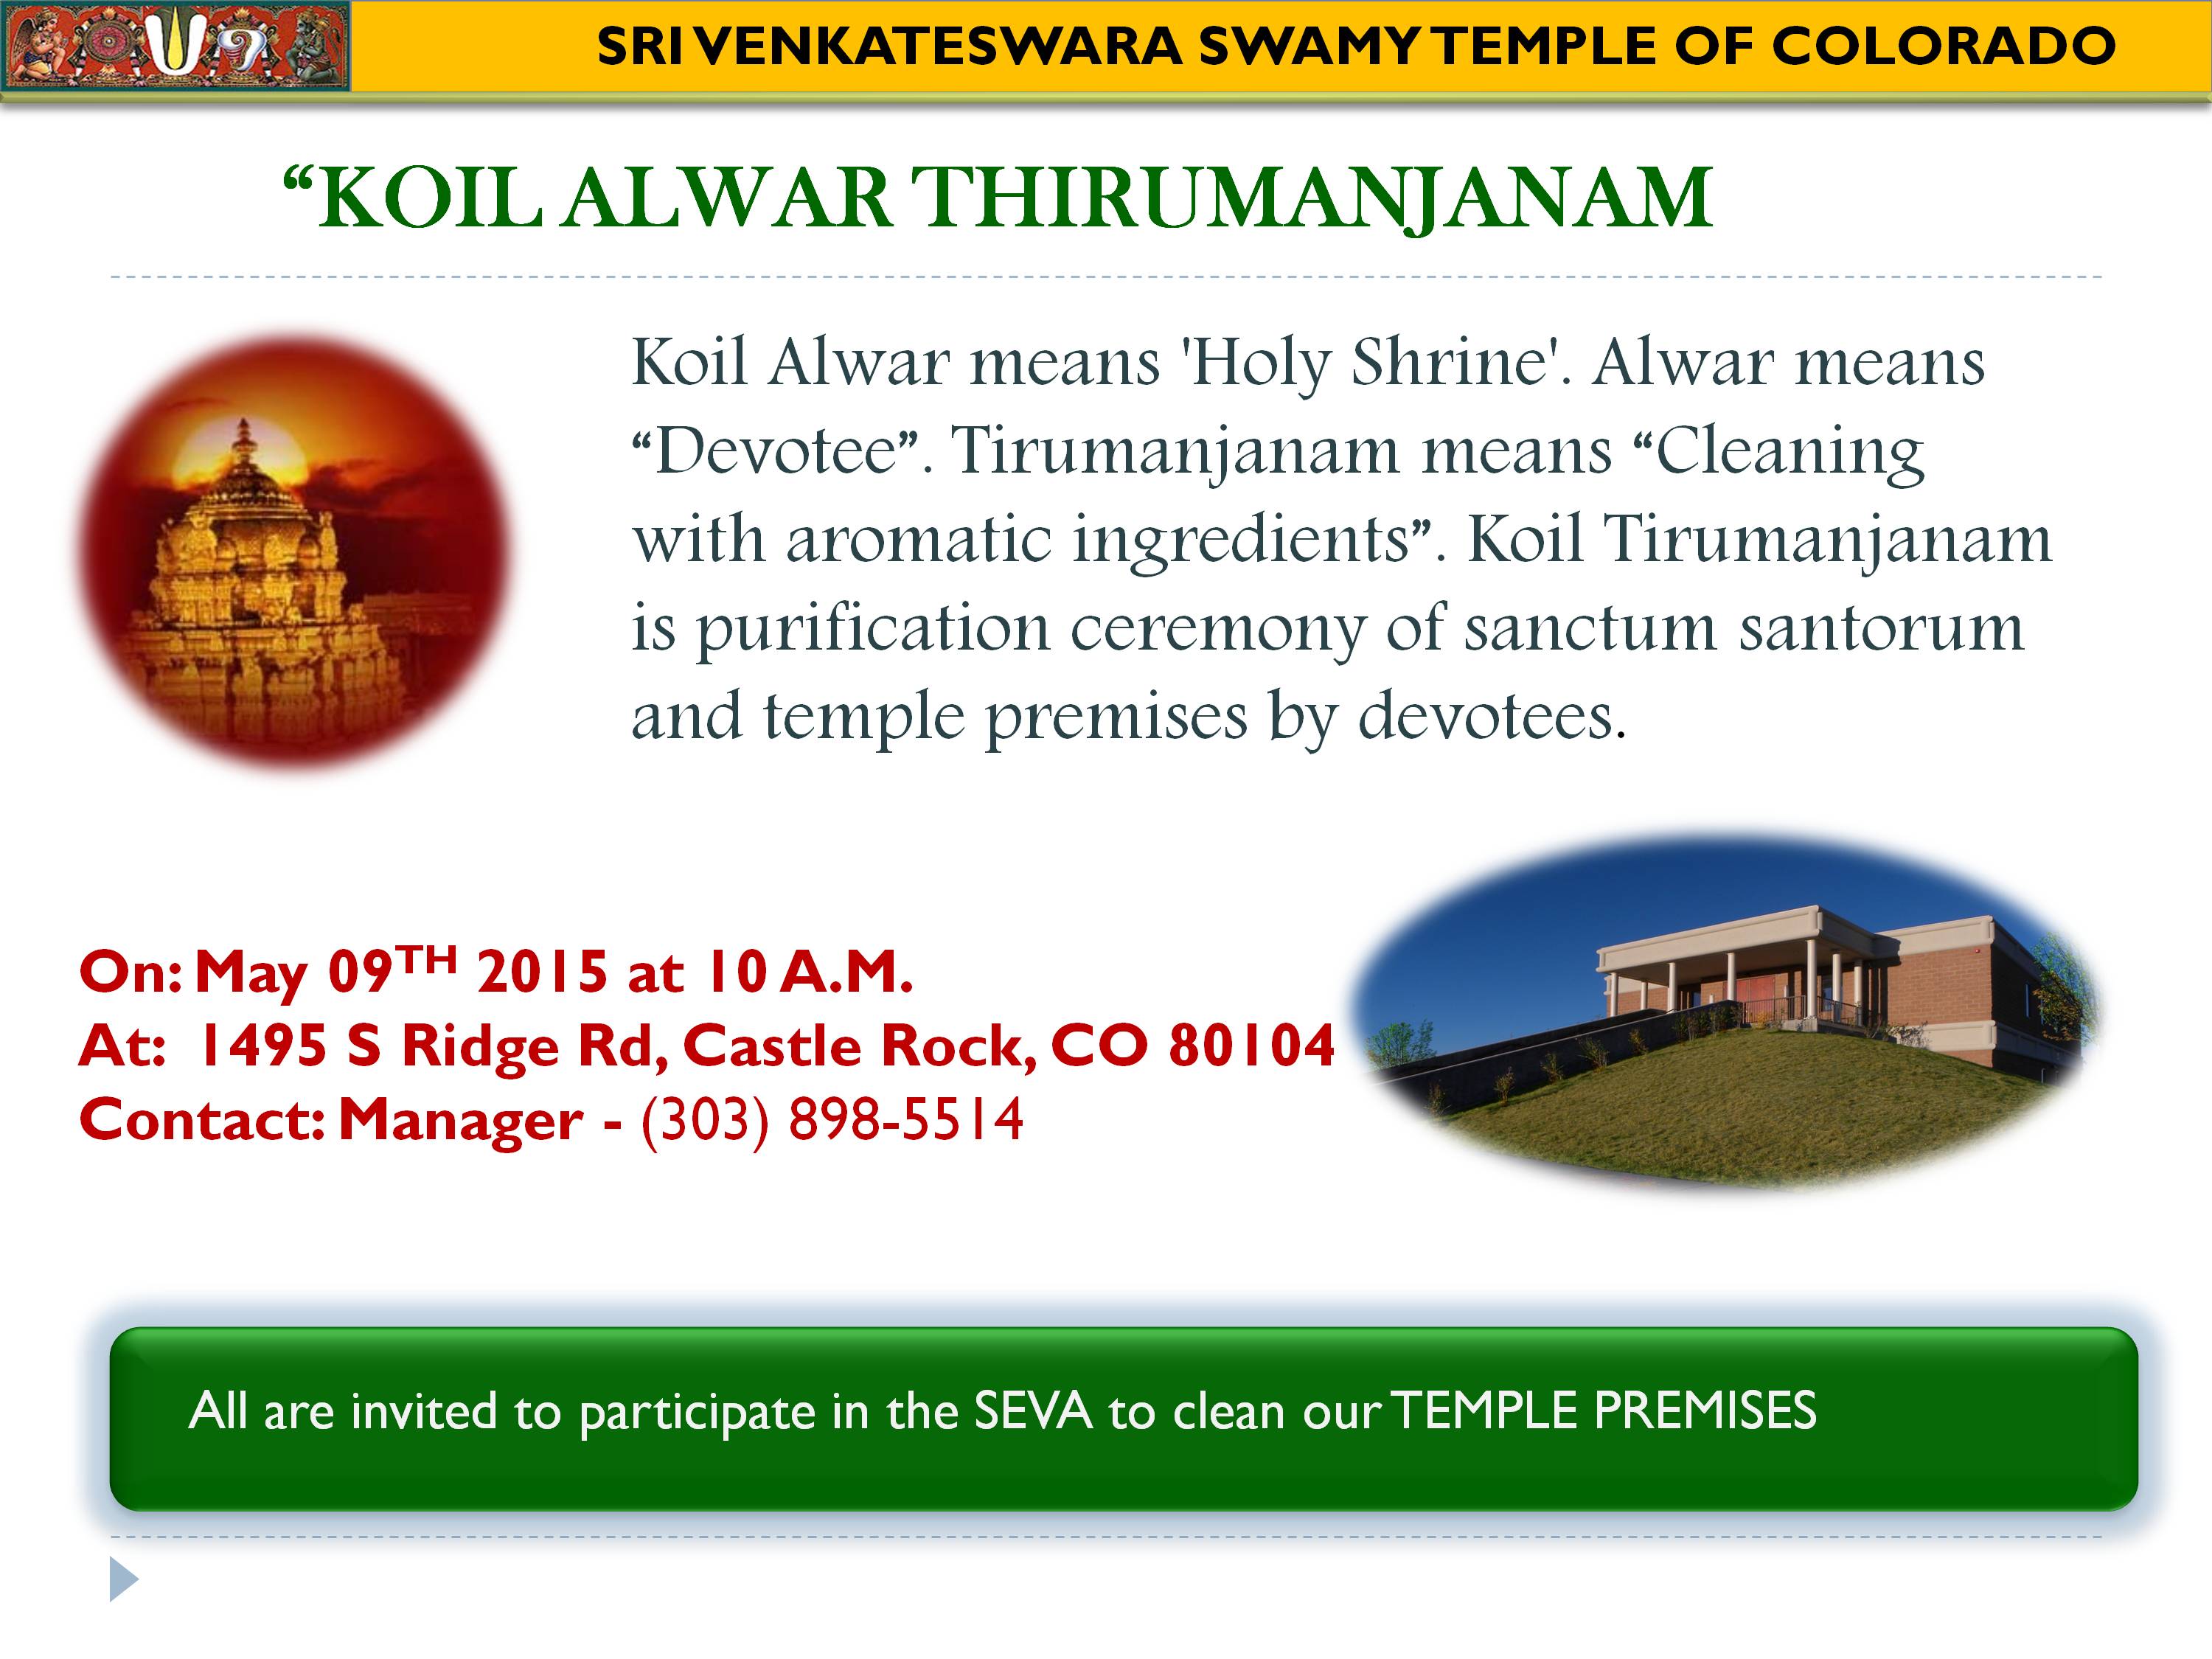 SRI VENKATESWARA SWAMY TEMPLE OF COLORADO
“KOIL ALWAR THIRUMANJANAM
Koil Alwar means 'Holy Shrine'. Alwar means
“Devotee”. Tirumanjanam means “Cleaning
with aromatic ingredients”. Koil Tirumanjanam
is purification ceremony of sanctum santorum
and temple premises by devotees.
On: May 09TH 2015 at 10 A.M.
At: 1495 S Ridge Rd, Castle Rock, CO 80104
Contact: Manager - (303) 898-5514
All are invited to participate in the SEVA to clean our TEMPLE PREMISES